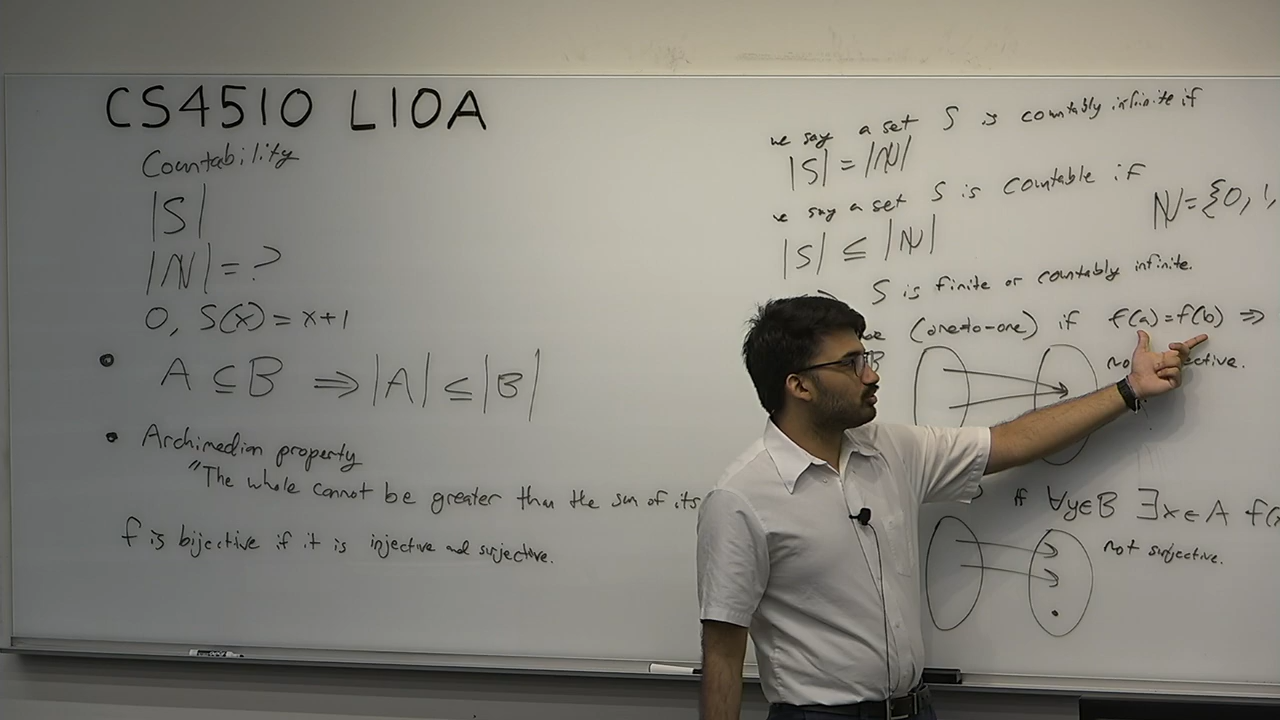 CS4510 L10A
Countability
|S|
|ℕ| = ?
0, S(x) = x+1
• A ⊆ B ⇒ |A| ≤ |B|
• Archimedian property
"The whole cannot be greater than the sum of its
f is bijective if it is injective and surjective.
we say a set S is countably infinite if
|S| = |ℕ|
we say a set S is countable if
ℕ = {0, 1,
|S| ≤ |ℕ|
S is finite or countably infinite.
(one-to-one) if f(a) = f(b) ⇒
B
ective.
if ∀y∈B ∃x∈A
not surjective.